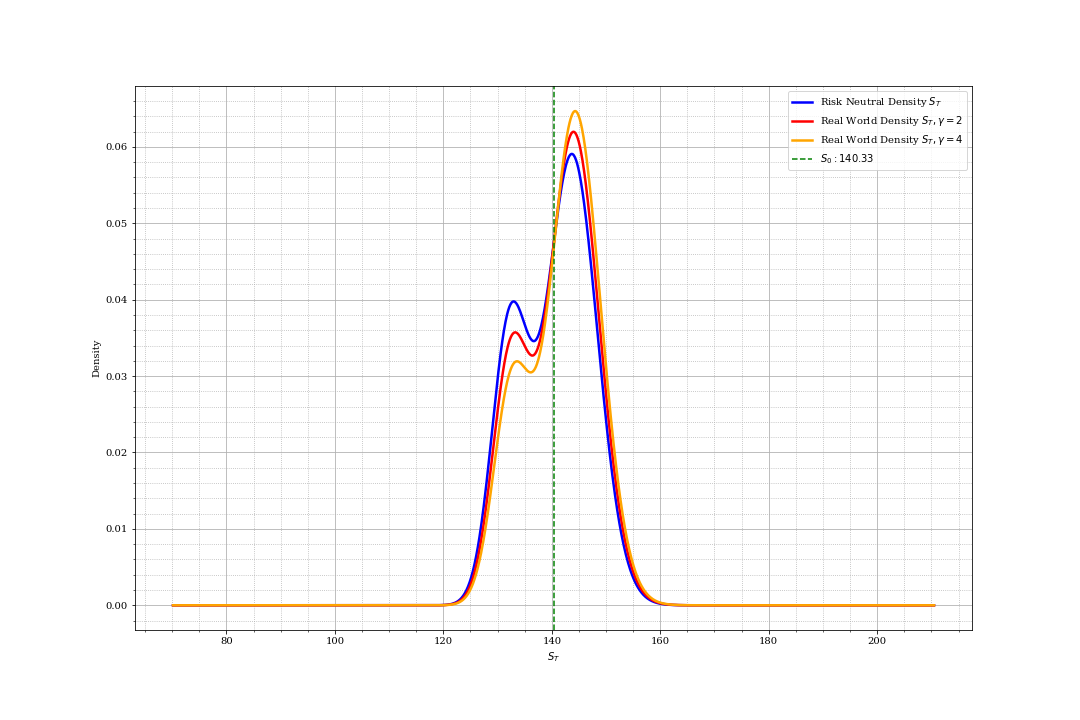 Risk Neutral Density S_T
Real World Density S_T, γ = 2
Real World Density S_T, γ = 4
S_0 : 140.33
0.06
0.05
0.04
0.03
0.02
0.01
0.00
Density
80 100 120 140 160 180 200
S_T